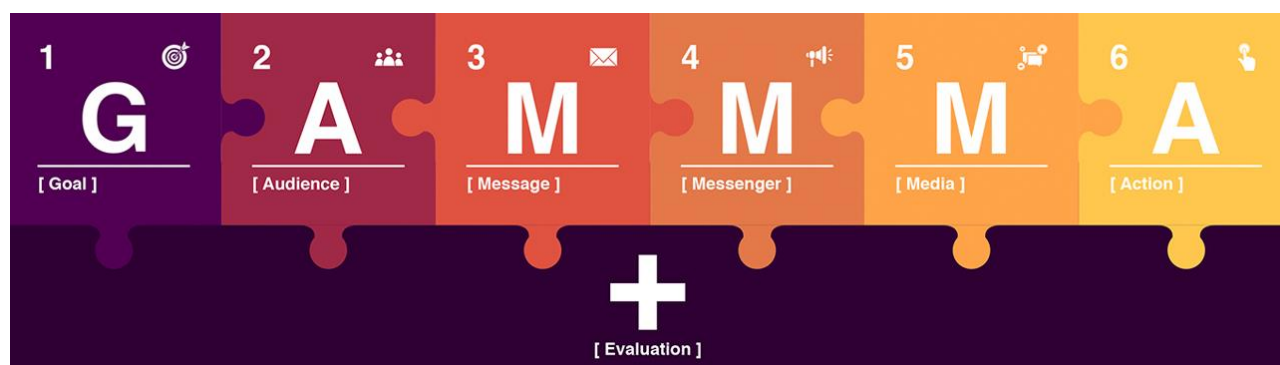 1 2 3 4 5 6
G A M M M A
[ Goal ] [ Audience ] [ Message ] [ Messenger ] [ Media ] [ Action ]
+
[ Evaluation ]